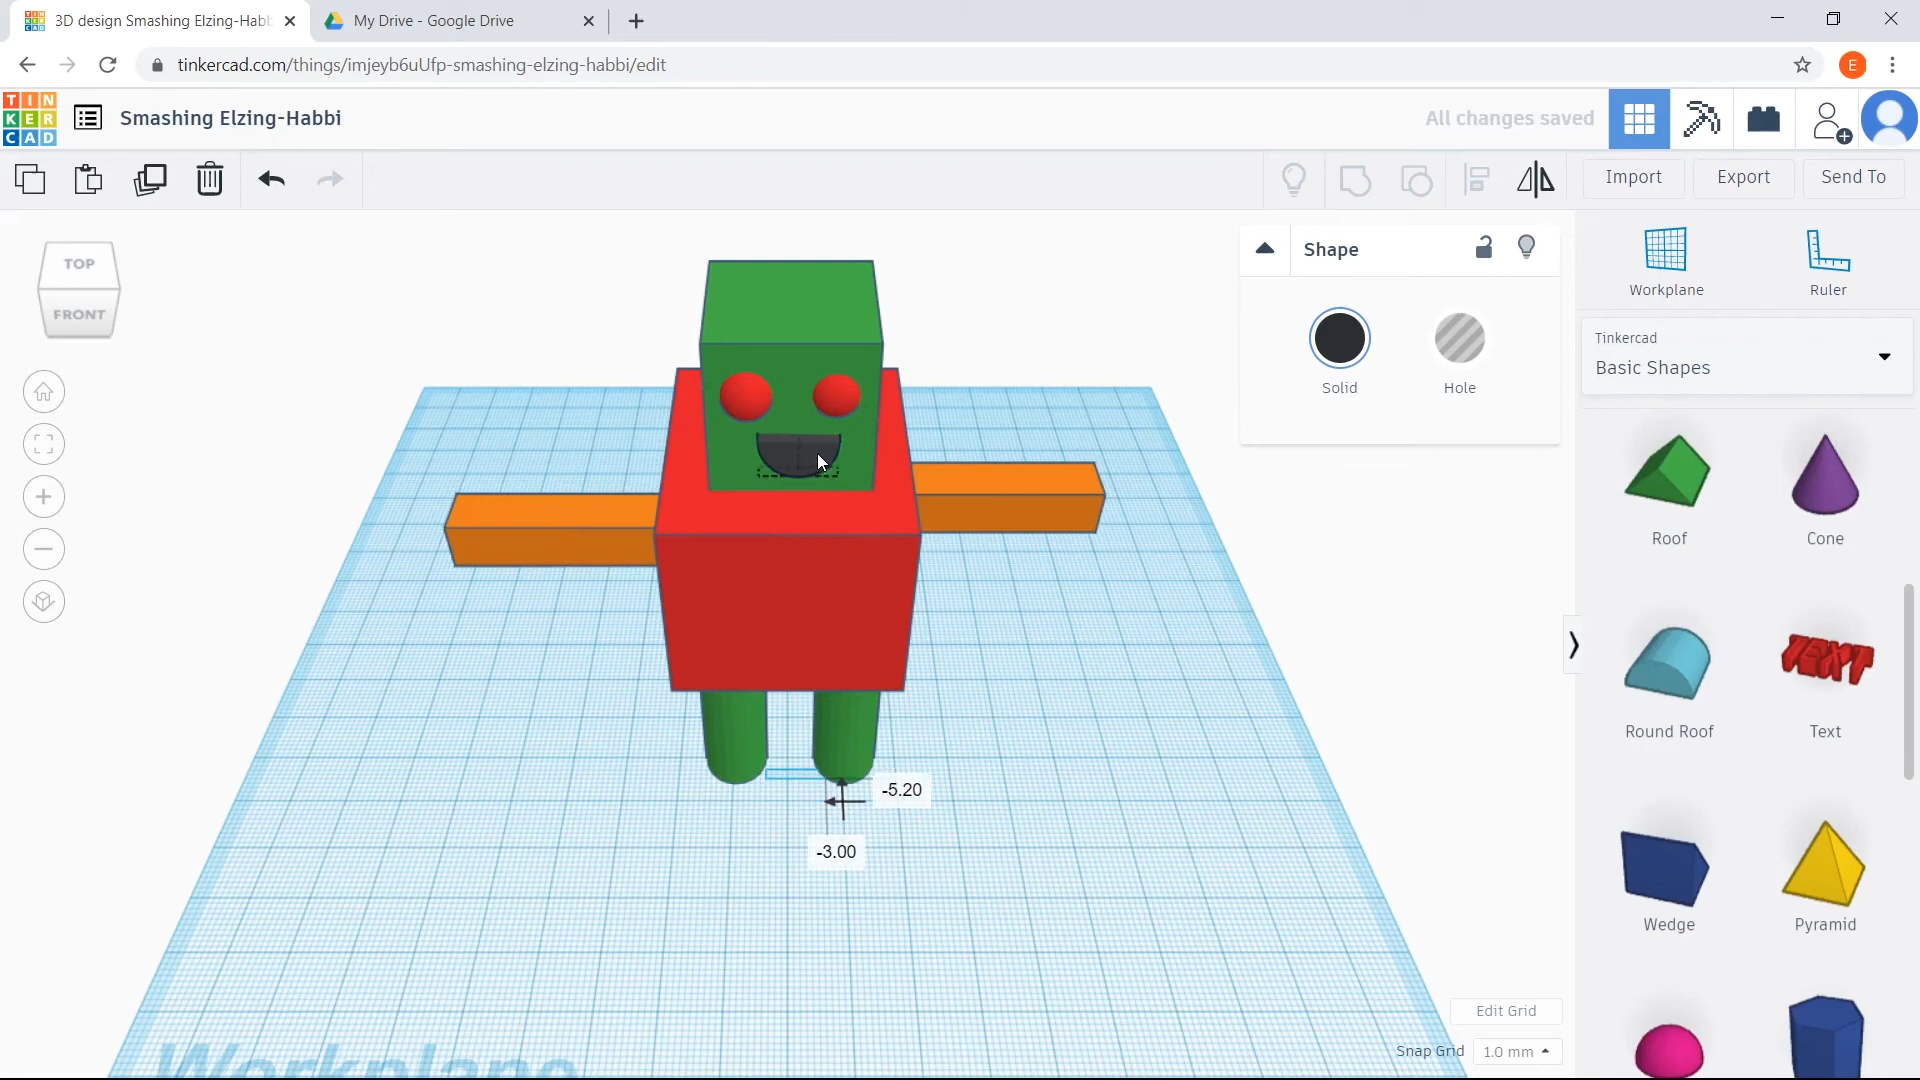 3D design Smashing Elzing-Habb
My Drive - Google Drive
tinkercad.com/things/imjeyb6uUfp-smashing-elzing-habbi/edit
E
TIN
KER
CAD
Smashing Elzing-Habbi
All changes saved
Import
Export
Send To
TOP
FRONT
Shape
Solid
Hole
Workplane
Ruler
Tinkercad
Basic Shapes
Roof
Cone
Round Roof
TEXT
Text
Wedge
Pyramid
-5.20
-3.00
Edit Grid
Snap Grid
1.0 mm
Workplane